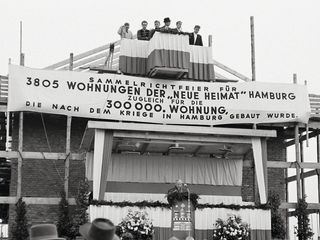 SAMMELRICHTFEIER FÜR
3805 WOHNUNGEN DER „NEUE HEIMAT" HAMBURG
ZUGLEICH FÜR DIE
300000. WOHNUNG,
DIE NACH DEM KRIEGE IN HAMBURG GEBAUT WURDE.